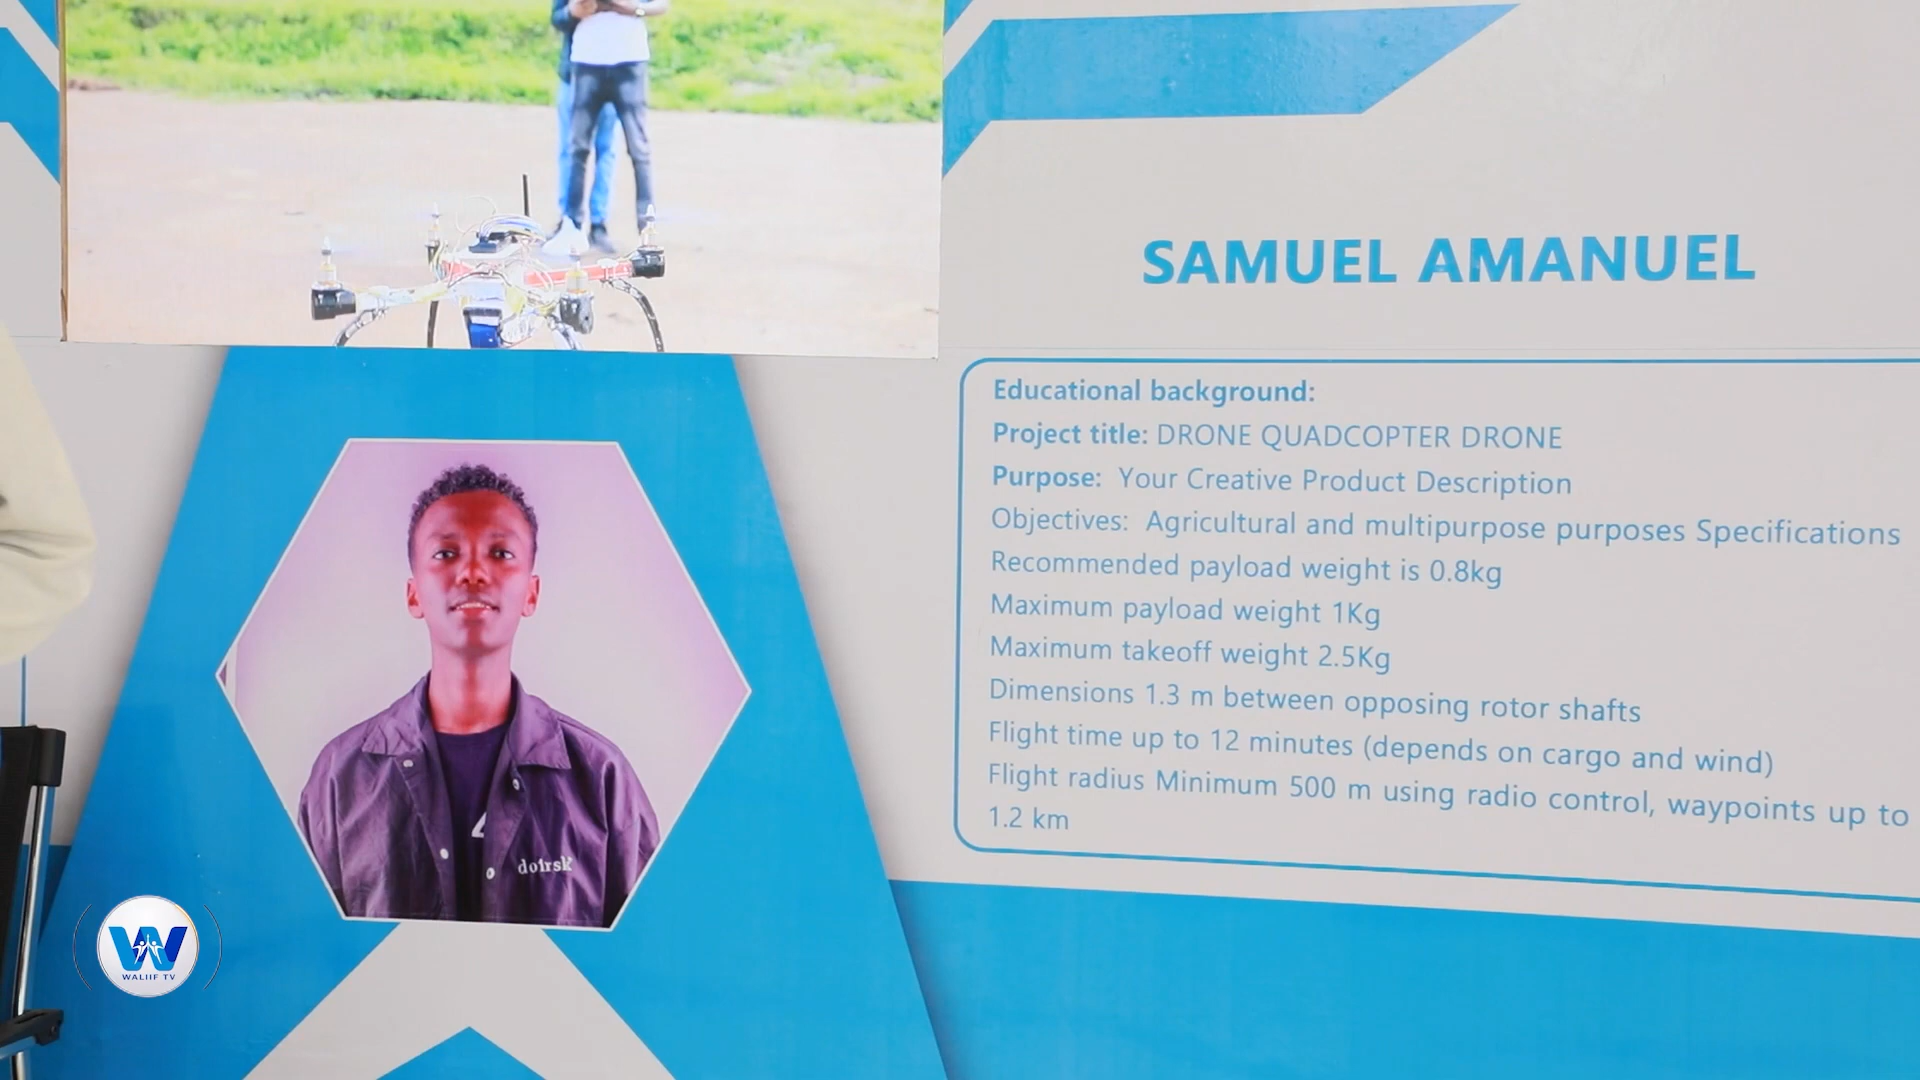 SAMUEL AMANUEL
Educational background:
Project title: DRONE QUADCOPTER DRONE
Purpose: Your Creative Product Description
Objectives: Agricultural and multipurpose purposes Specifications
Recommended payload weight is 0.8kg
Maximum payload weight 1Kg
Maximum takeoff weight 2.5Kg
Dimensions 1.3 m between opposing rotor shafts
Flight time up to 12 minutes (depends on cargo and wind)
Flight radius Minimum 500 m using radio control, waypoints up to
1.2 km
doirsk
W
WALIIF TV